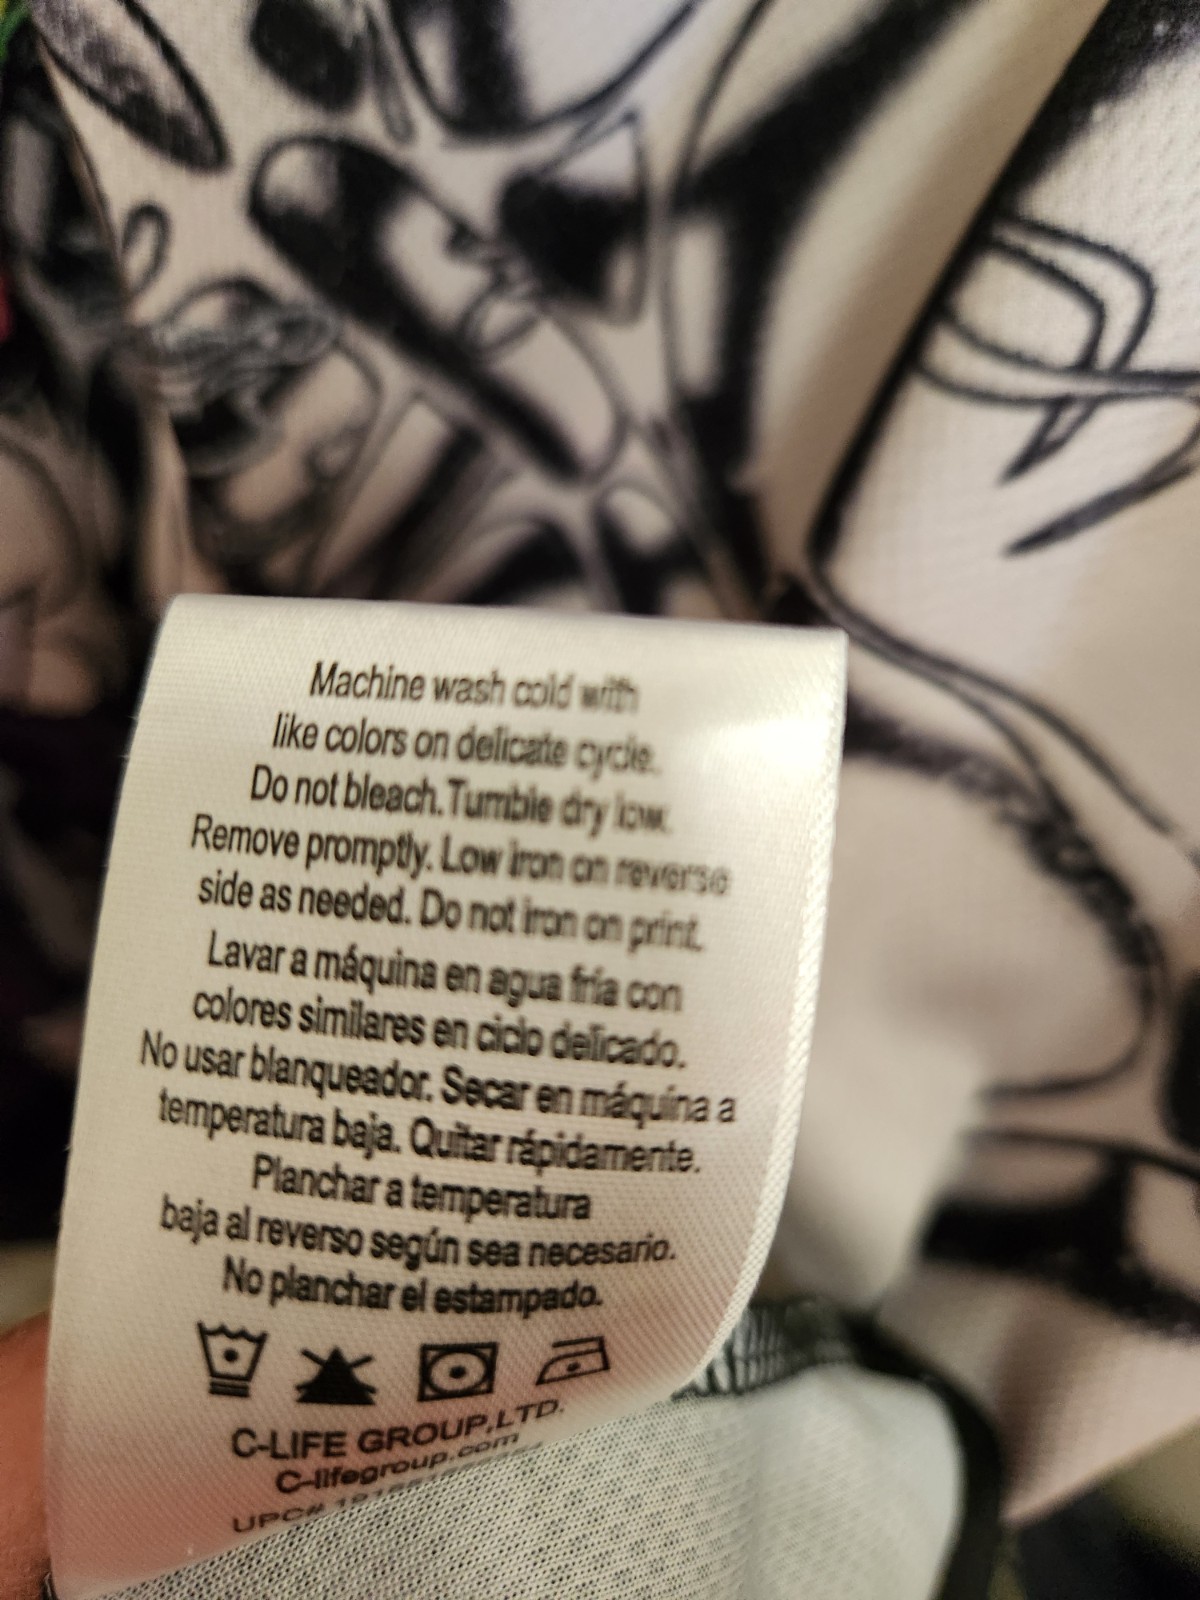 Machine wash cold with
like colors on delicate cycle.
Do not bleach. Tumble dry low.
Remove promptly. Low iron on reverse
side as needed. Do not iron on print.
Lavar a máquina en agua fría con
colores similares en ciclo delicado.
No usar blanqueador. Secar en máquina a
temperatura baja. Quitar rápidamente.
Planchar a temperatura
baja al reverso según sea necesario.
No planchar el estampado.
C-LIFE GROUP,LTD.
C-lifegroup.com
UPC#